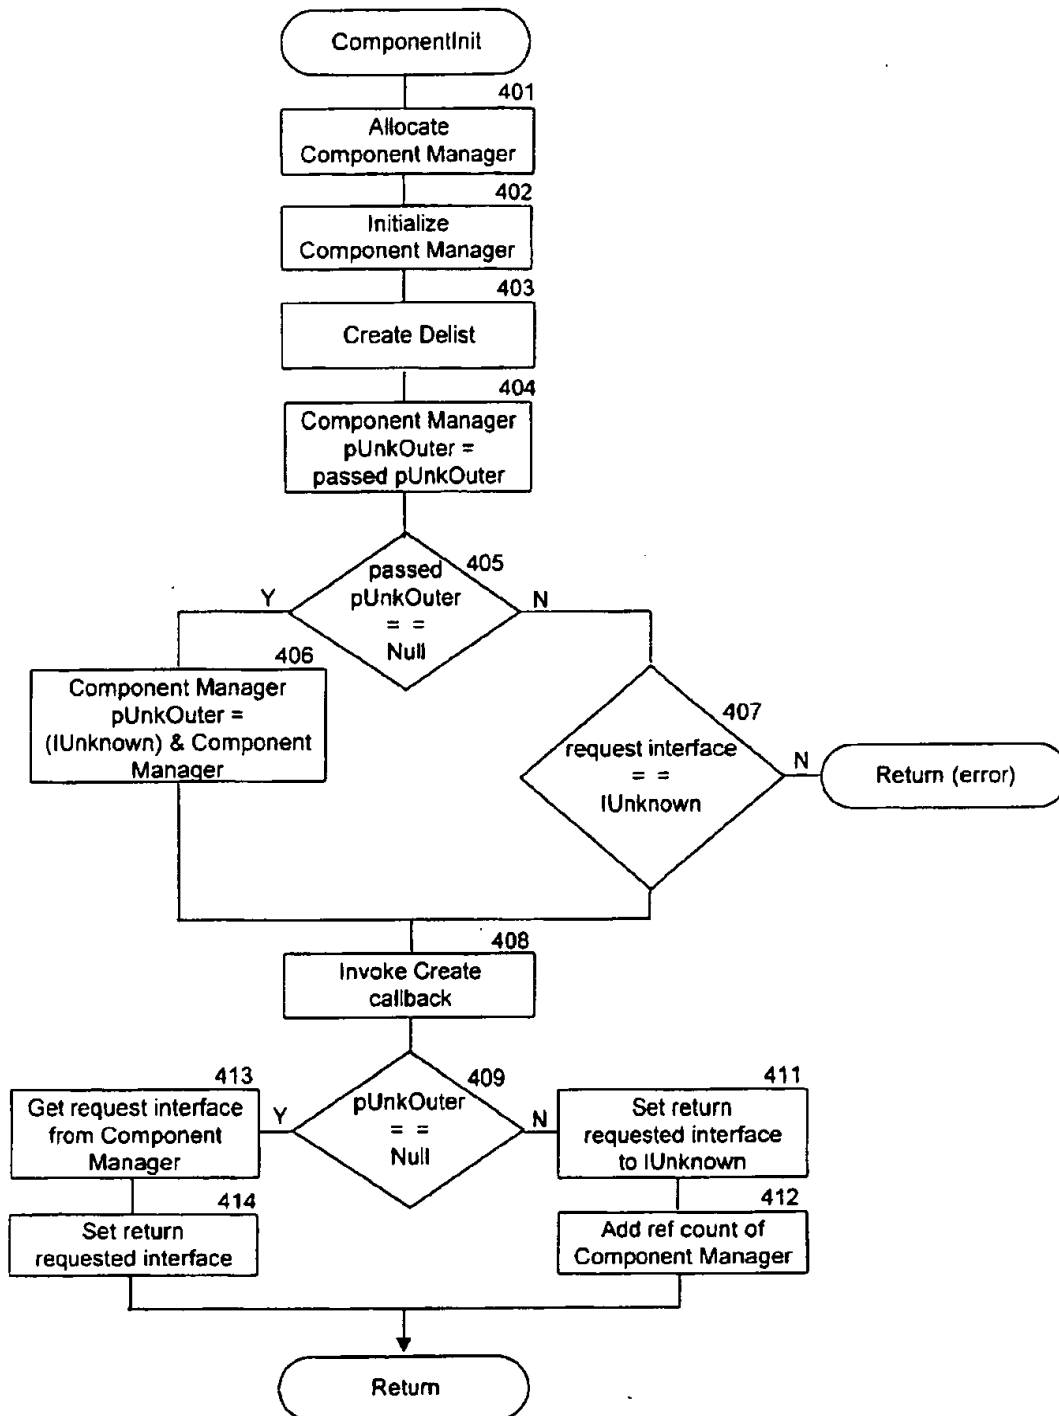 ComponentInit
401
Allocate
Component Manager
402
Initialize
Component Manager
403
Create Delist
404
Component Manager
pUnkOuter =
passed pUnkOuter
405
passed
pUnkOuter
= =
Null
Y
N
406
Component Manager
pUnkOuter =
(IUnknown) & Component
Manager
407
request interface
= =
IUnknown
N
Return (error)
408
Invoke Create
callback
409
pUnkOuter
= =
Null
Y
N
413
Get request interface
from Component
Manager
411
Set return
requested interface
to IUnknown
414
Set return
requested interface
412
Add ref count of
Component Manager
Return